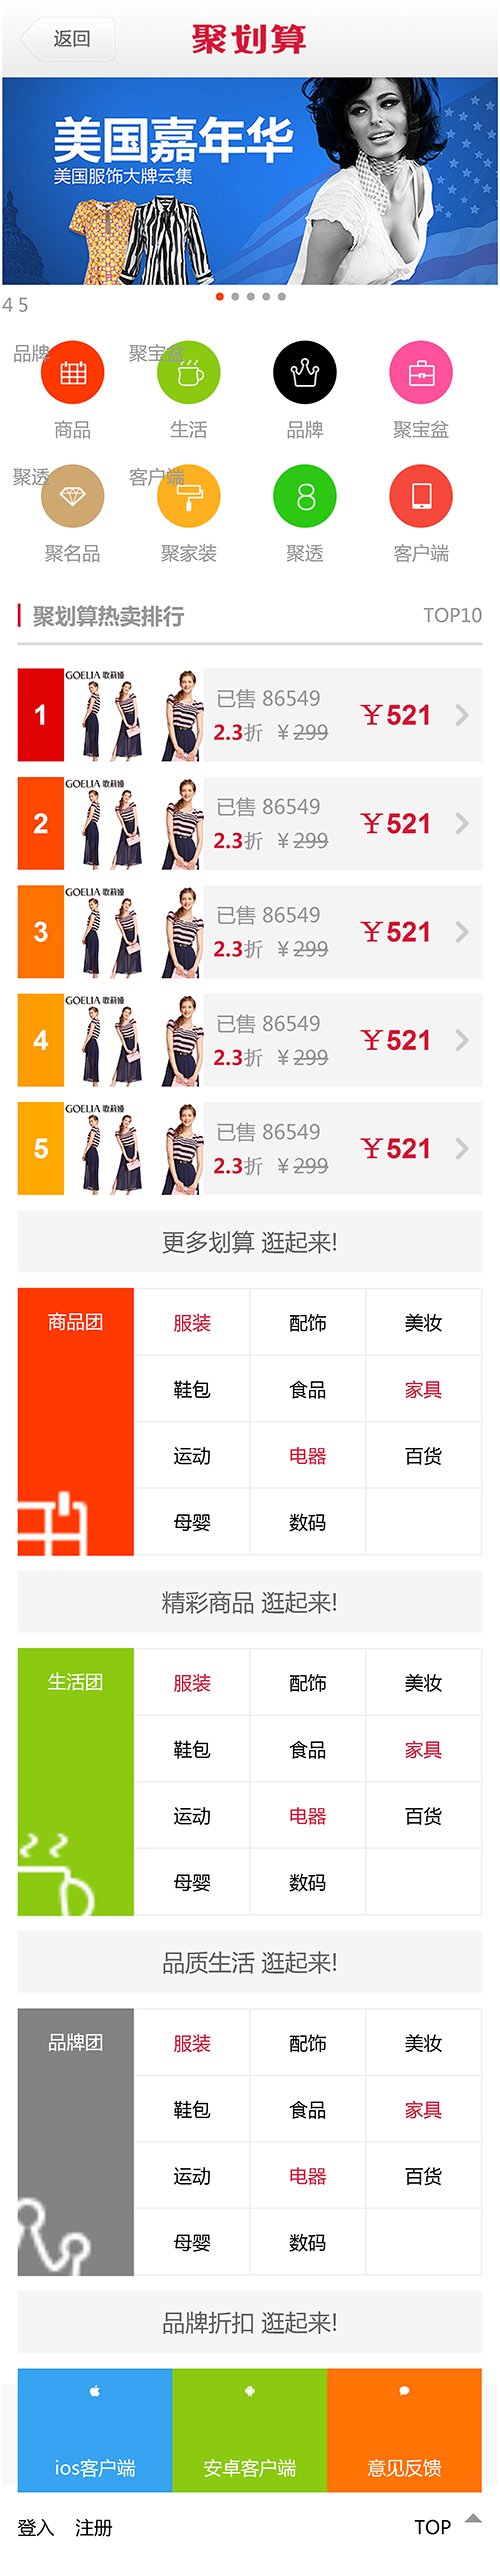 返回
聚划算
美国嘉年华
美国服饰大牌云集
4 5
品牌 聚宝盆
商品 生活 品牌 聚宝盆
聚透 客户端
聚名品 聚家装 聚透 客户端
聚划算热卖排行 TOP10
GOELIA 歌莉娅
1 已售 86549
2.3折 ￥299 ￥521
GOELIA 歌莉娅
2 已售 86549
2.3折 ￥299 ￥521
GOELIA 歌莉娅
3 已售 86549
2.3折 ￥299 ￥521
GOELIA 歌莉娅
4 已售 86549
2.3折 ￥299 ￥521
GOELIA 歌莉娅
5 已售 86549
2.3折 ￥299 ￥521
更多划算 逛起来!
商品团 服装 配饰 美妆
鞋包 食品 家具
运动 电器 百货
母婴 数码
精彩商品 逛起来!
生活团 服装 配饰 美妆
鞋包 食品 家具
运动 电器 百货
母婴 数码
品质生活 逛起来!
品牌团 服装 配饰 美妆
鞋包 食品 家具
运动 电器 百货
母婴 数码
品牌折扣 逛起来!
ios客户端 安卓客户端 意见反馈
登入 注册 TOP